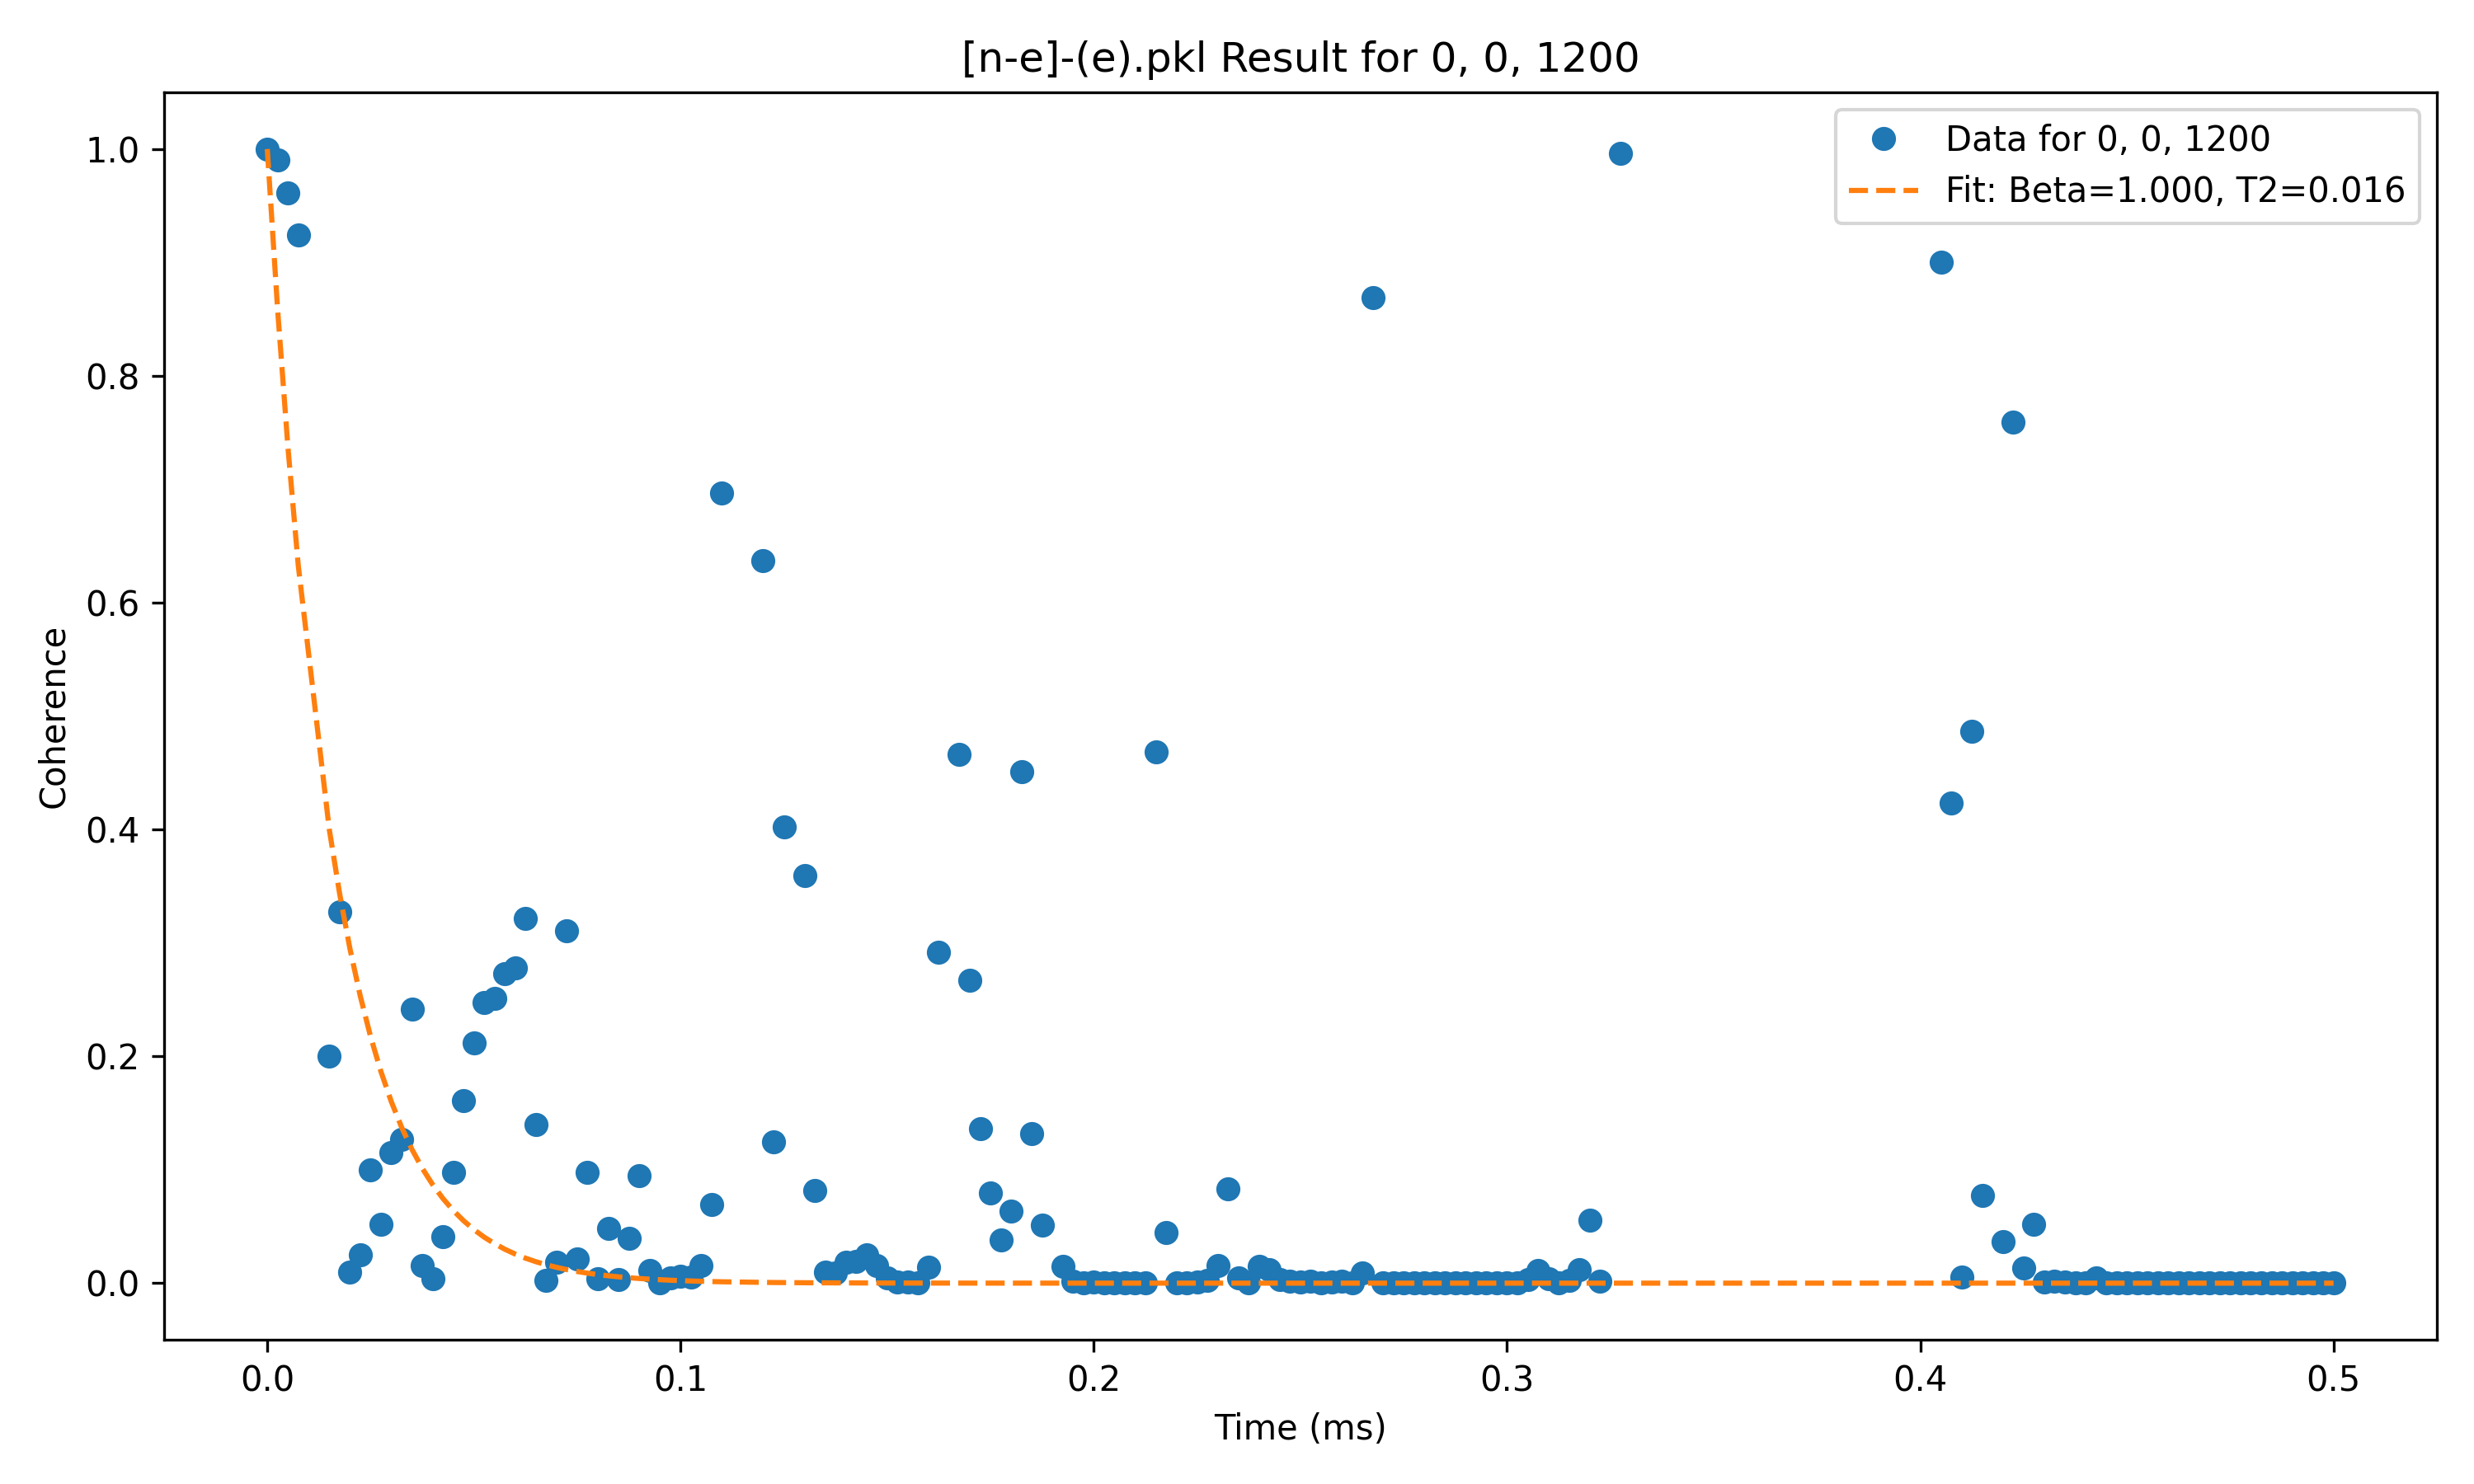 [n-e]-(e).pkl Result for 0, 0, 1200
Data for 0, 0, 1200
Fit: Beta=1.000, T2=0.016
1.0
0.8
0.6
0.4
0.2
0.0
Coherence
0.0
0.1
0.2
0.3
0.4
0.5
Time (ms)